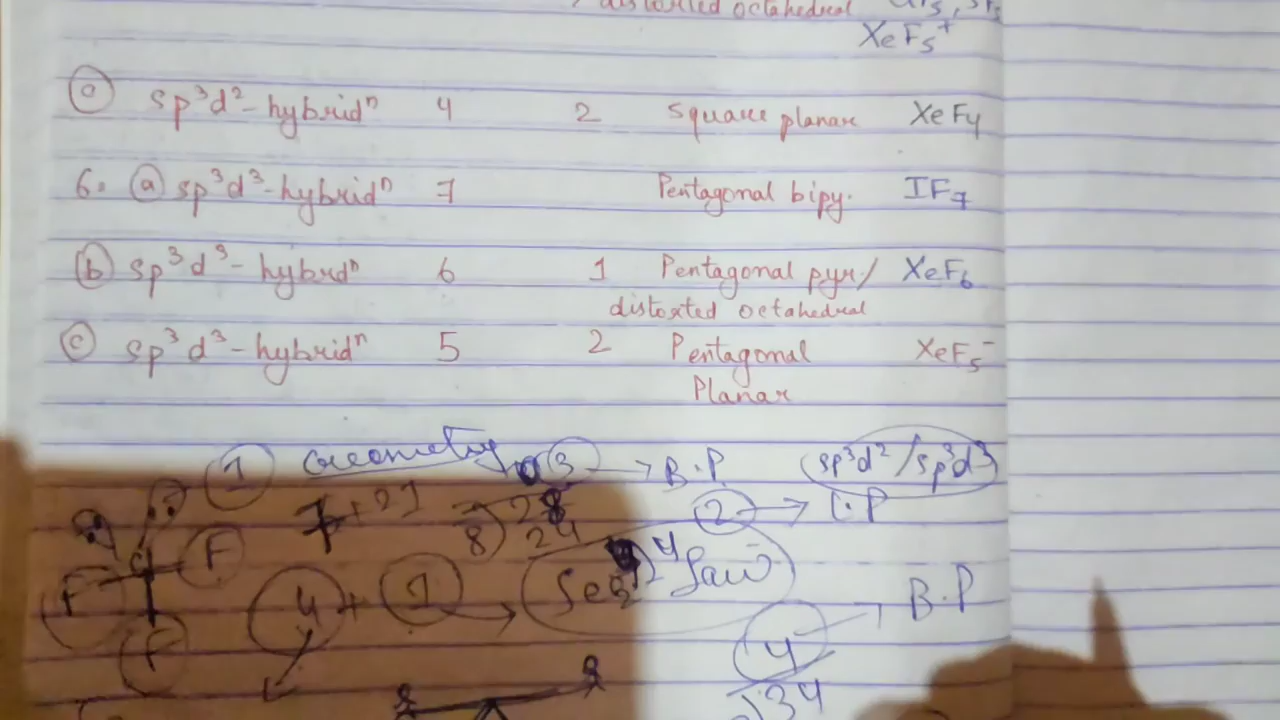 distorted octahedral
XeF5+
(c) sp³d²-hybridⁿ 4 2 Square planar XeF4
6. (a) sp³d³-hybridⁿ 7 Pentagonal bipy. IF7
(b) sp³d³-hybrdⁿ 6 1 Pentagonal pyr./ XeF6
distorted octahedral
(c) sp³d³-hybridⁿ 5 2 Pentagonal XeF5⁻
Planar
1 Geometry 3 → B.P (sp³d²/sp³d³)
7+21 28 2 → L.P
8) 24
F Cl F
F
4 + 1 → See Saw
4 → B.P
34